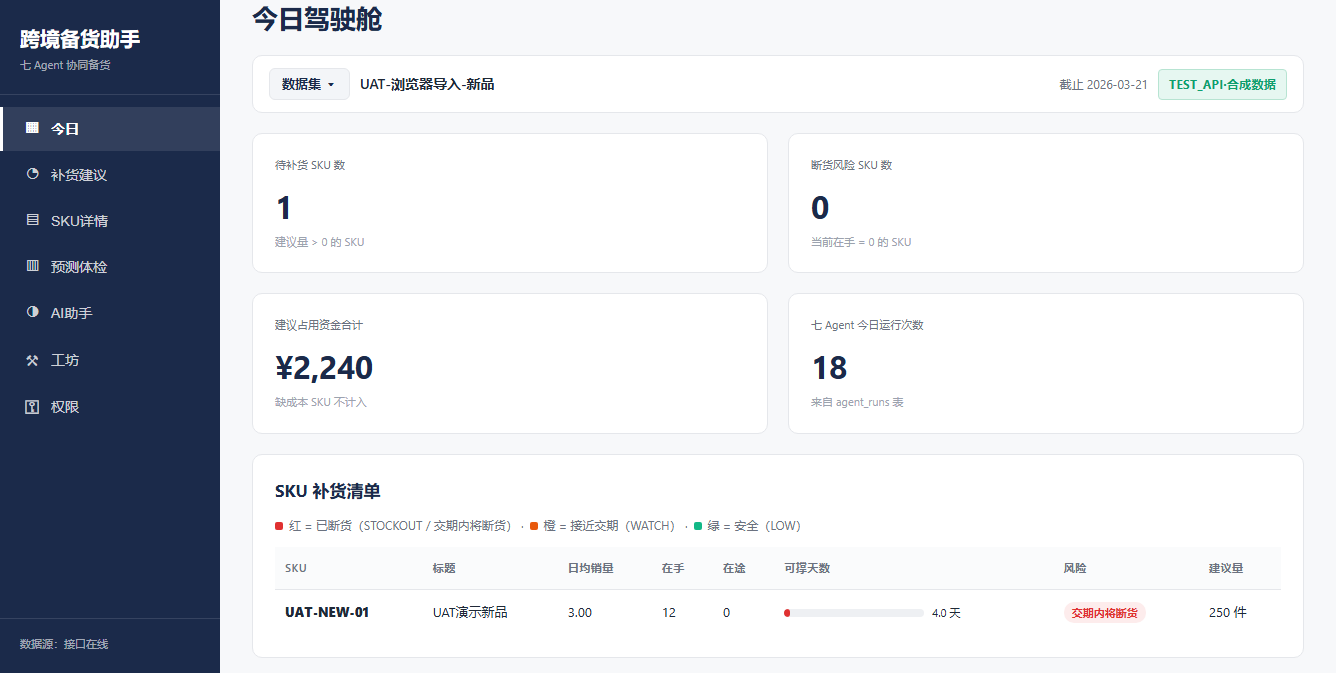 跨境备货助手
七 Agent 协同备货
今日
补货建议
SKU详情
预测体检
AI助手
工坊
权限
数据源：接口在线
今日驾驶舱
数据集 UAT-浏览器导入-新品 截止 2026-03-21 TEST_API·合成数据
待补货 SKU 数
1
建议量 > 0 的 SKU
断货风险 SKU 数
0
当前在手 = 0 的 SKU
建议占用资金合计
¥2,240
缺成本 SKU 不计入
七 Agent 今日运行次数
18
来自 agent_runs 表
SKU 补货清单
红 = 已断货（STOCKOUT / 交期内将断货） · 橙 = 接近交期（WATCH） · 绿 = 安全（LOW）
SKU 标题 日均销量 在手 在途 可撑天数 风险 建议量
UAT-NEW-01 UAT演示新品 3.00 12 0 4.0 天 交期内将断货 250 件